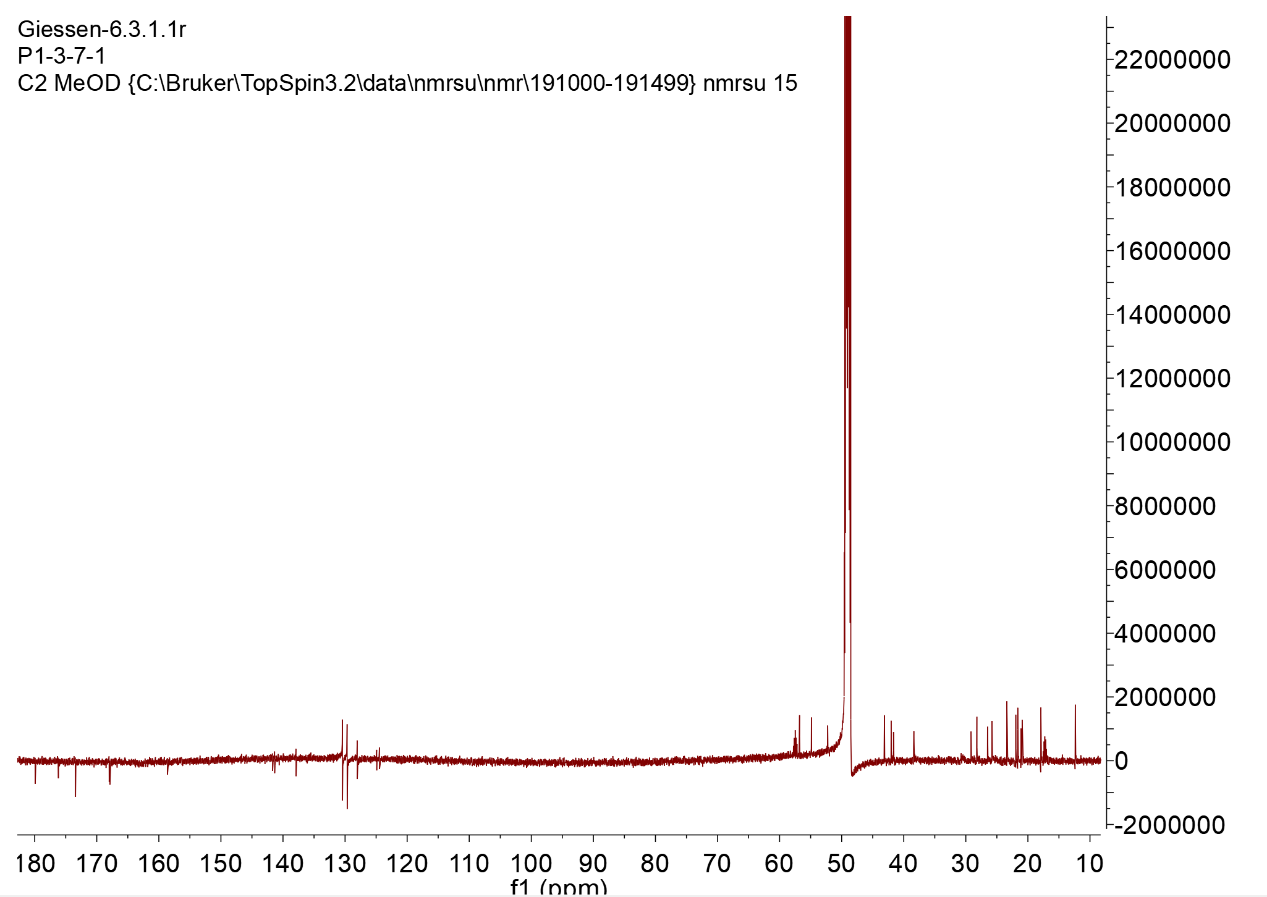 Giessen-6.3.1.1r
P1-3-7-1
C2 MeOD {C:\Bruker\TopSpin3.2\data\nmrsu\nmr\191000-191499} nmrsu 15
22000000
20000000
18000000
16000000
14000000
12000000
10000000
8000000
6000000
4000000
2000000
0
-2000000
180 170 160 150 140 130 120 110 100 90 80 70 60 50 40 30 20 10
f1 (ppm)